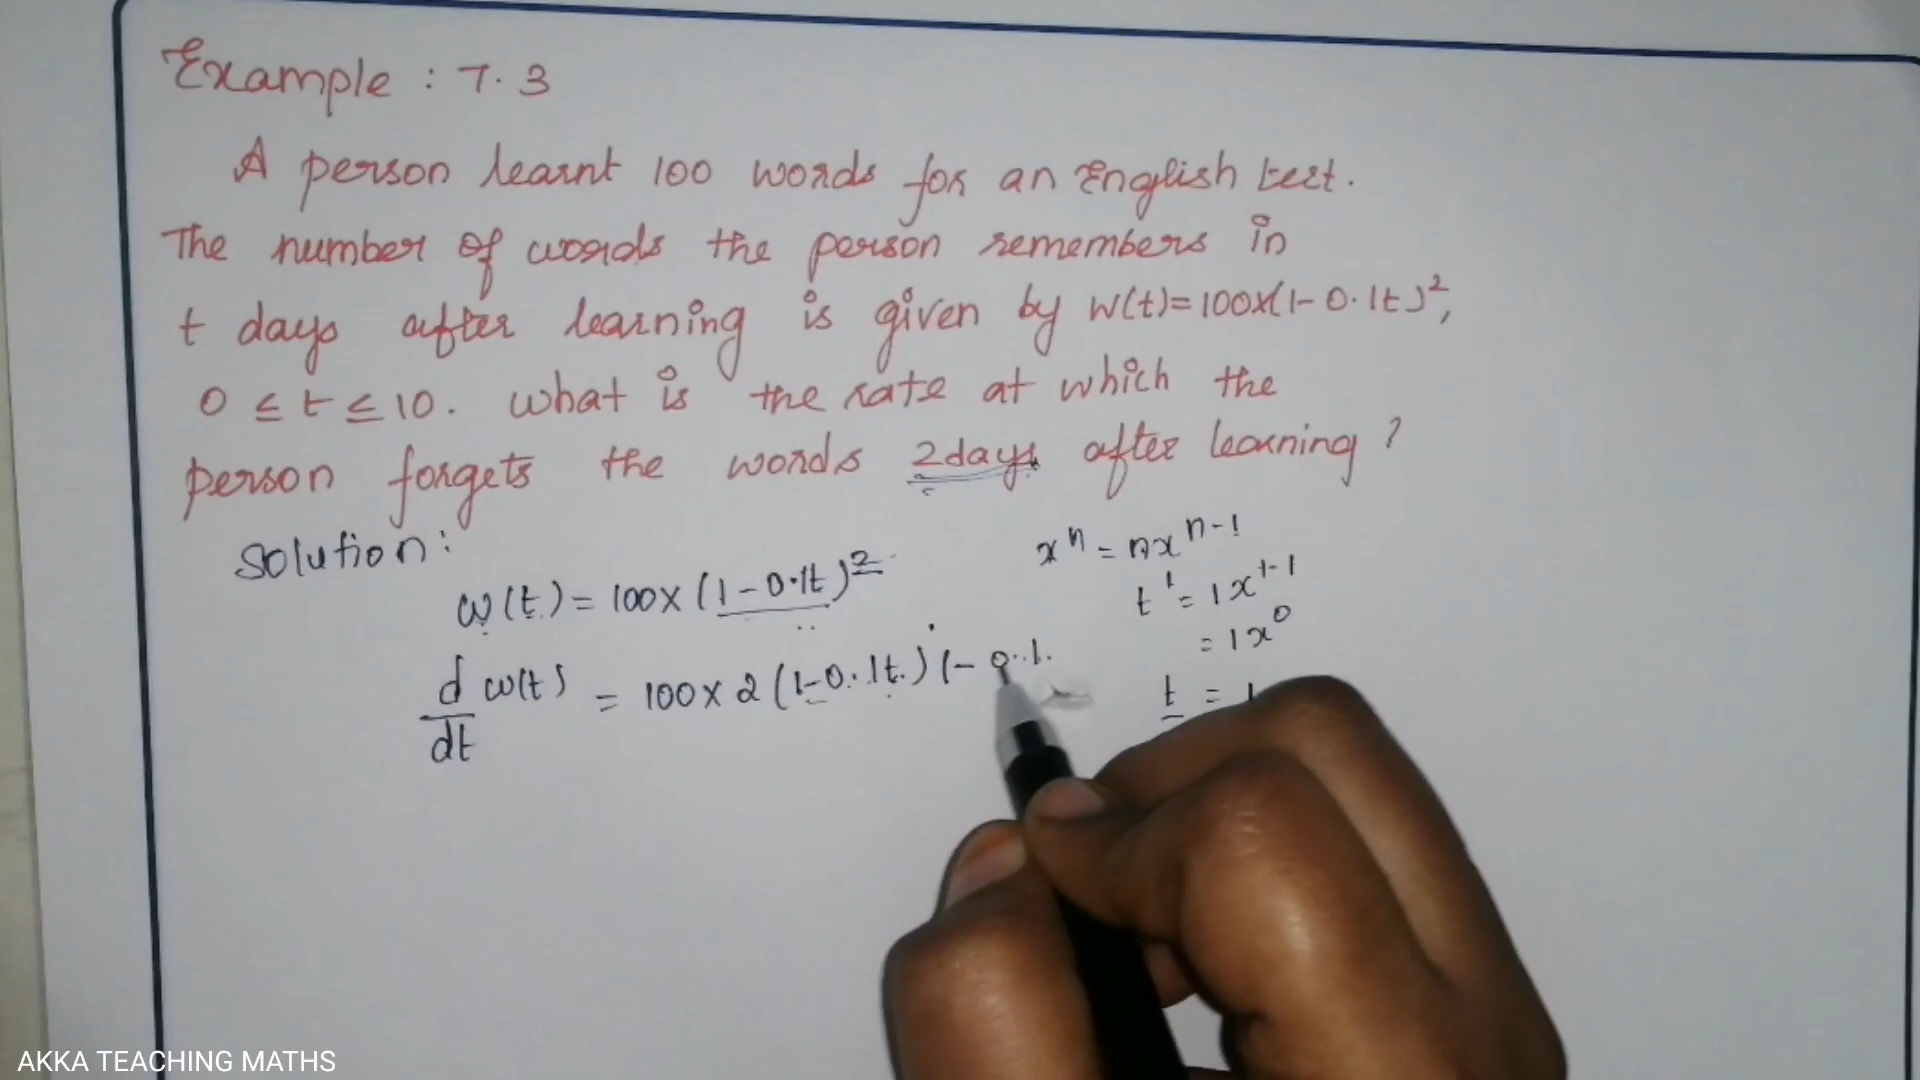 Example : 7.3
A person learnt 100 words for an English test.
The number of words the person remembers in
t days after learning is given by W(t)=100x(1-0.1t)²,
0 ≤ t ≤ 10. What is the rate at which the
person forgets the words 2days after learning?
Solution:
w(t) = 100x (1-0.1t)²
xⁿ = nxⁿ⁻¹
t¹ = 1x¹⁻¹
= 1x⁰
t = 1
d/dt w(t) = 100 x 2 (1-0.1t) (-0.1
AKKA TEACHING MATHS